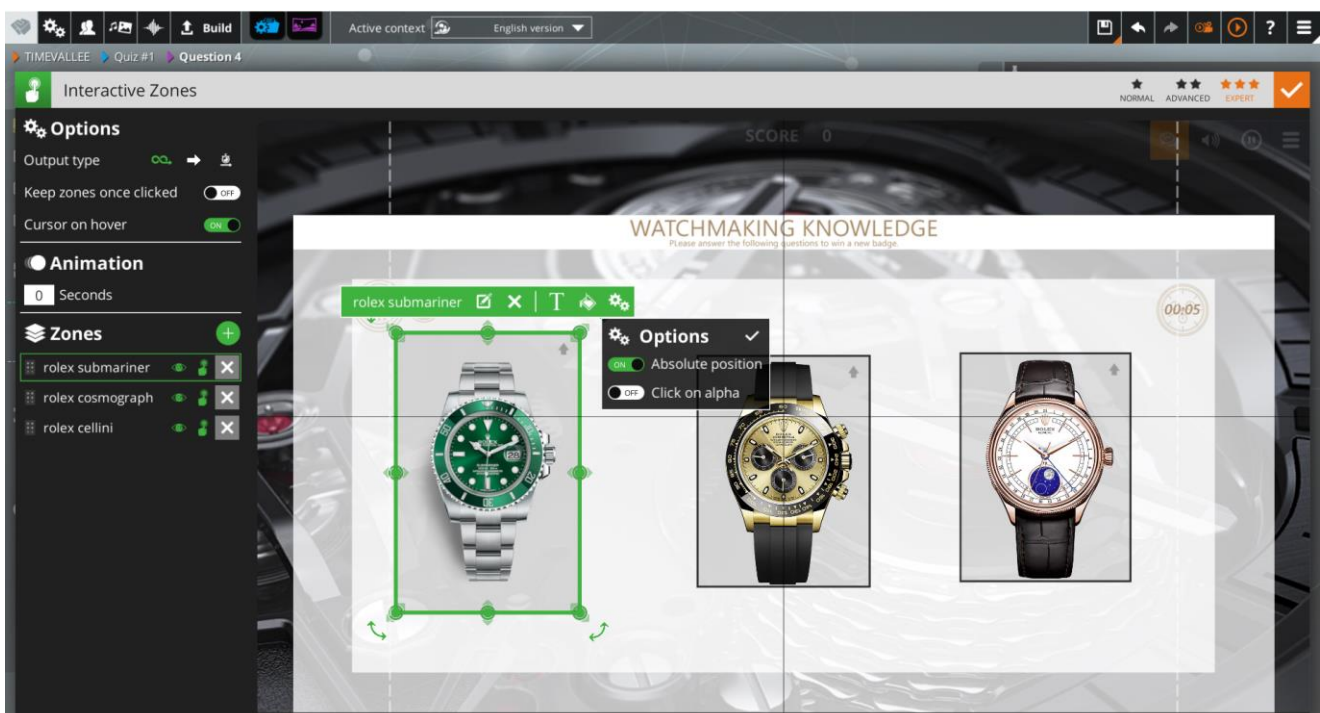 Build
Active context
English version
TIMEVALLEE Quiz #1 Question 4
Interactive Zones
NORMAL ADVANCED EXPERT
Options
Output type
Keep zones once clicked OFF
Cursor on hover ON
Animation
0 Seconds
Zones
rolex submariner
rolex cosmograph
rolex cellini
SCORE 0
WATCHMAKING KNOWLEDGE
PLease answer the following questions to win a new badge.
rolex submariner
T
00:05
Options
ON Absolute position
OFF Click on alpha